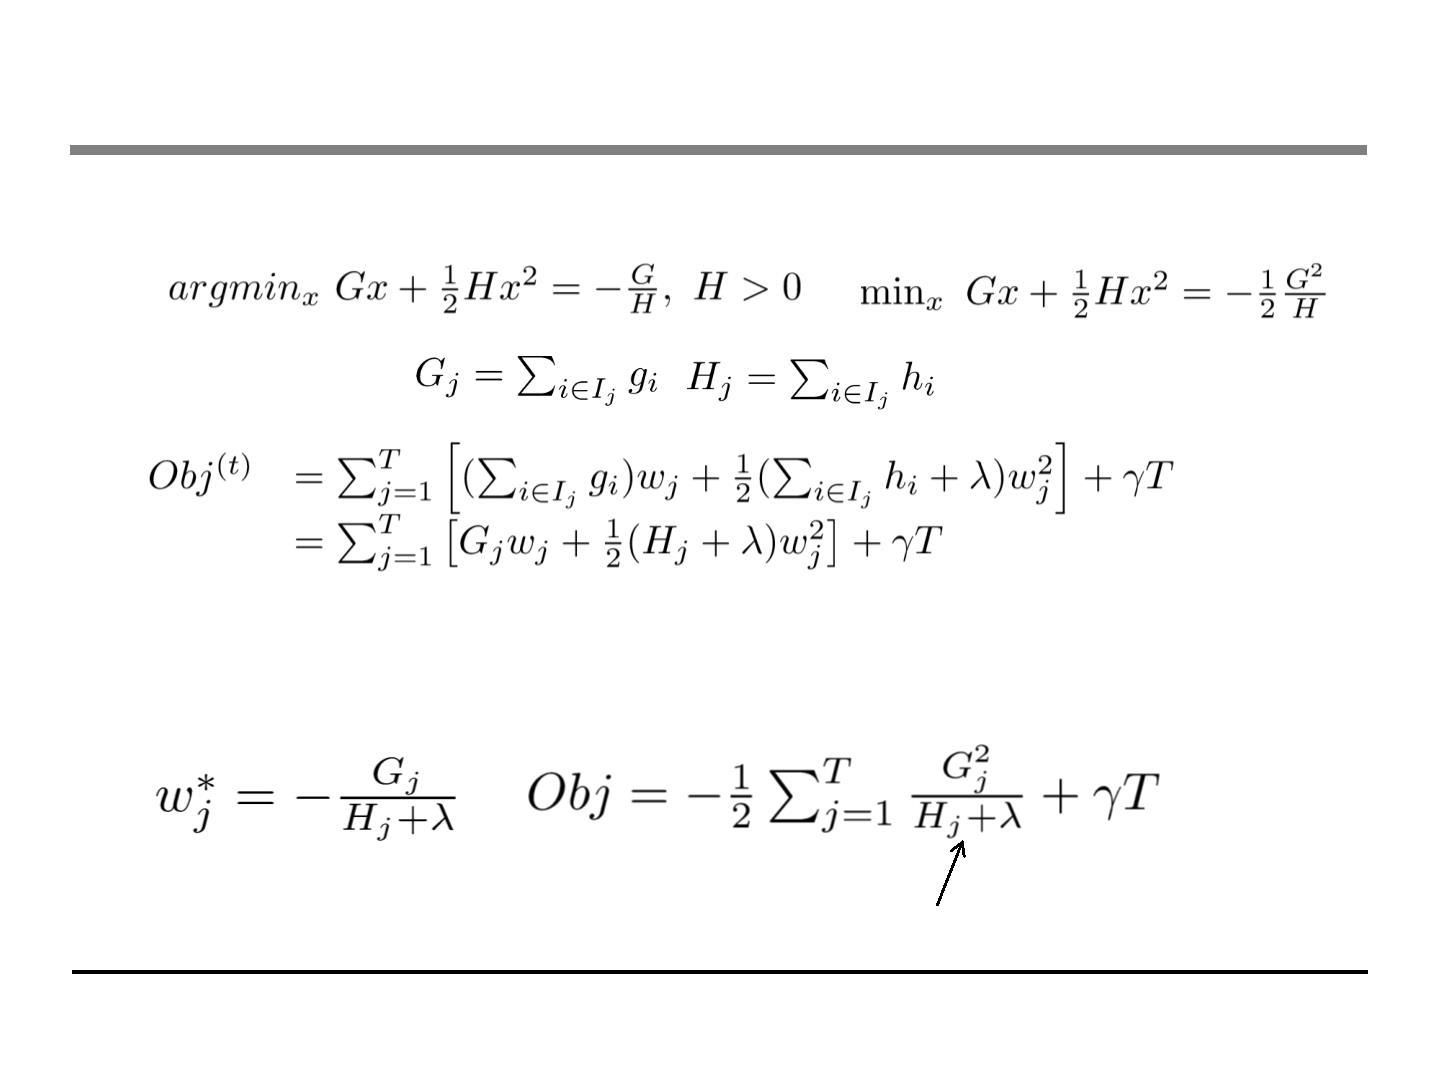 argminₓ Gx + ½Hx² = −G/H, H > 0   minₓ Gx + ½Hx² = −½ G²/H
G_j = ∑_{i∈I_j} g_i   H_j = ∑_{i∈I_j} h_i
Obj^{(t)} = ∑_{j=1}^{T} [(∑_{i∈I_j} g_i)w_j + ½(∑_{i∈I_j} h_i + λ)w_j²] + γT
= ∑_{j=1}^{T} [G_j w_j + ½(H_j + λ)w_j²] + γT
w_j^* = −G_j/(H_j+λ)   Obj = −½ ∑_{j=1}^{T} G_j²/(H_j+λ) + γT